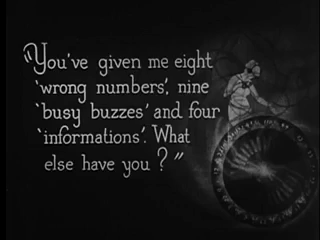 "You've given me eight
'wrong numbers', nine
'busy buzzes' and four
'informations'. What
else have you?"